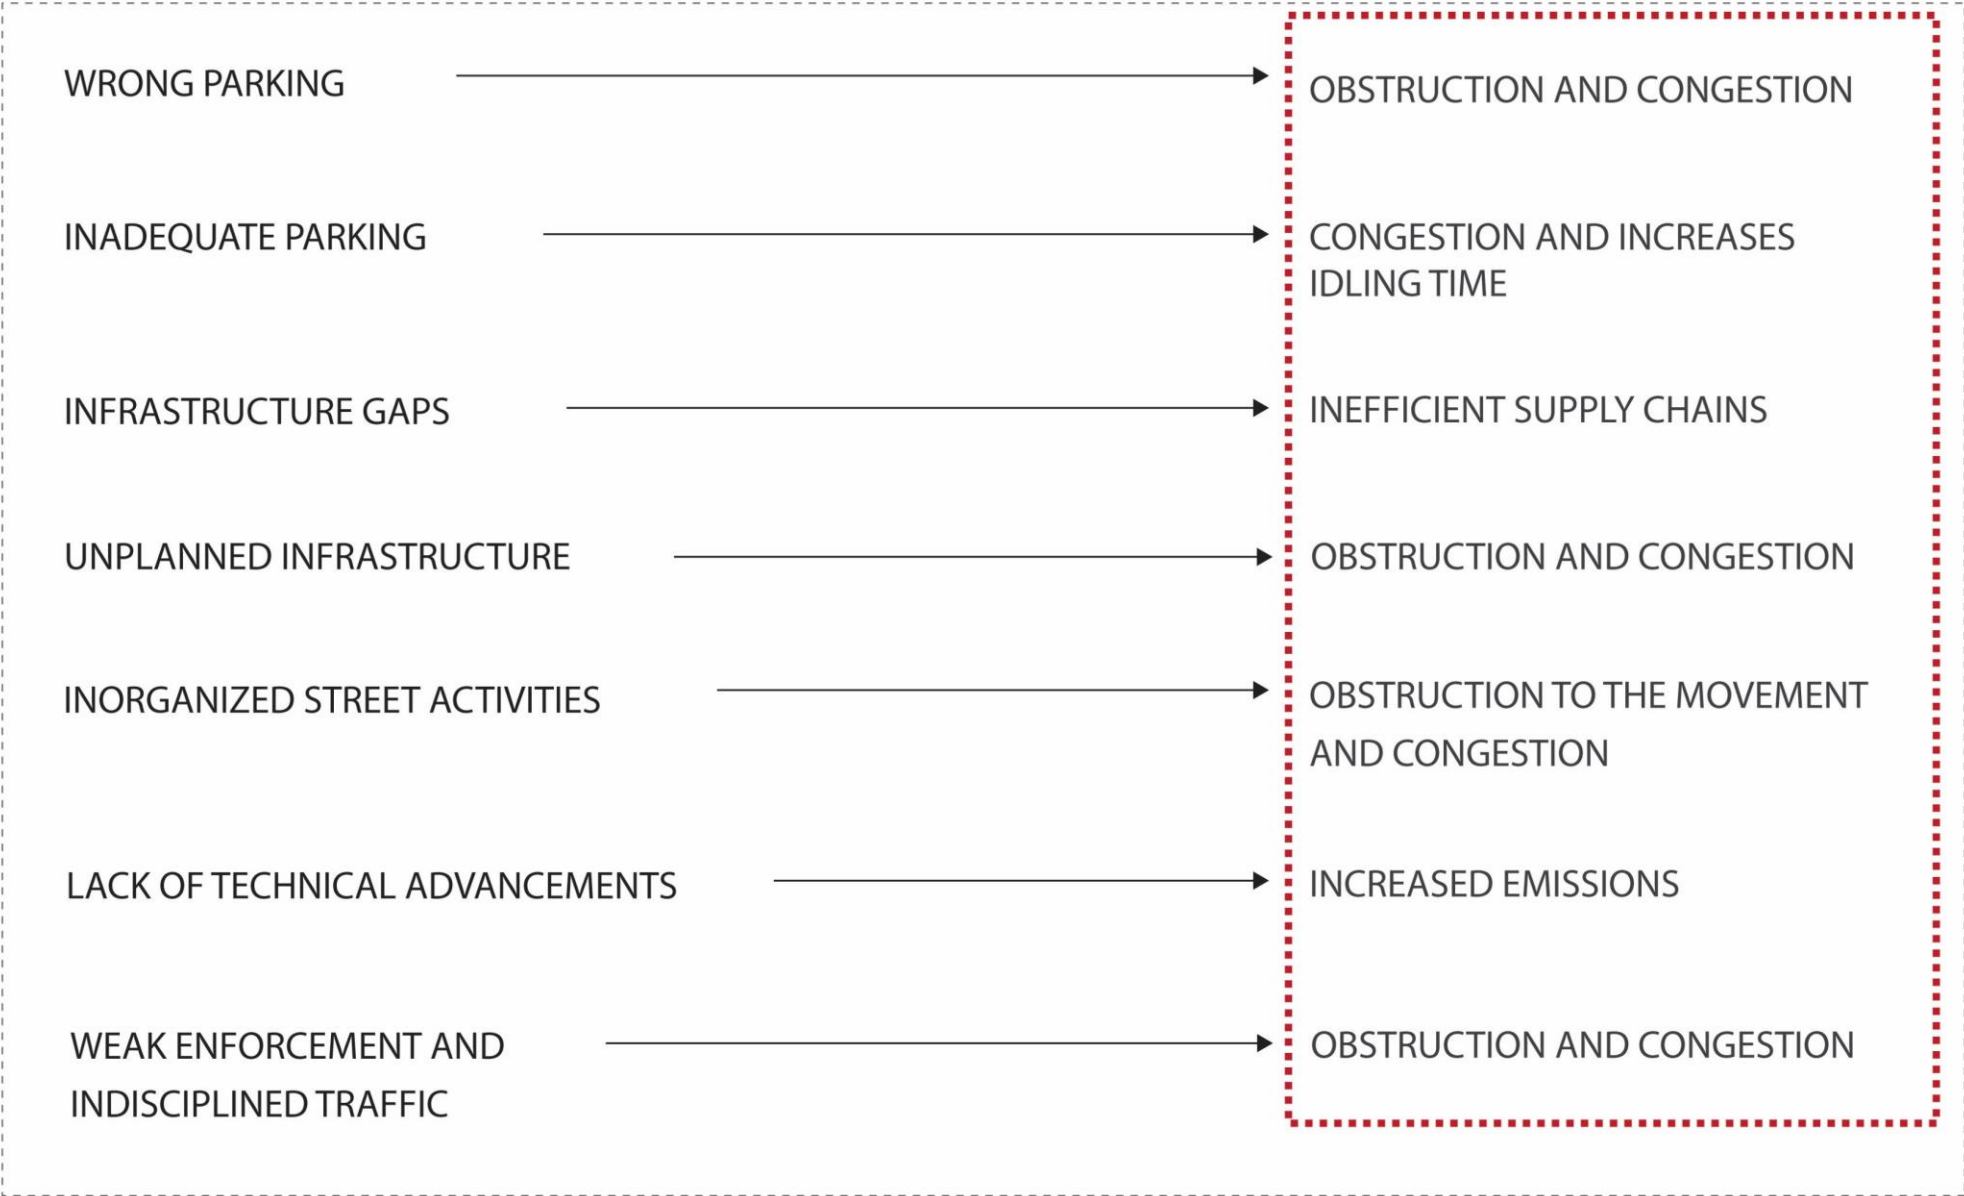 WRONG PARKING
OBSTRUCTION AND CONGESTION
INADEQUATE PARKING
CONGESTION AND INCREASES
IDLING TIME
INFRASTRUCTURE GAPS
INEFFICIENT SUPPLY CHAINS
UNPLANNED INFRASTRUCTURE
OBSTRUCTION AND CONGESTION
INORGANIZED STREET ACTIVITIES
OBSTRUCTION TO THE MOVEMENT
AND CONGESTION
LACK OF TECHNICAL ADVANCEMENTS
INCREASED EMISSIONS
WEAK ENFORCEMENT AND
INDISCIPLINED TRAFFIC
OBSTRUCTION AND CONGESTION